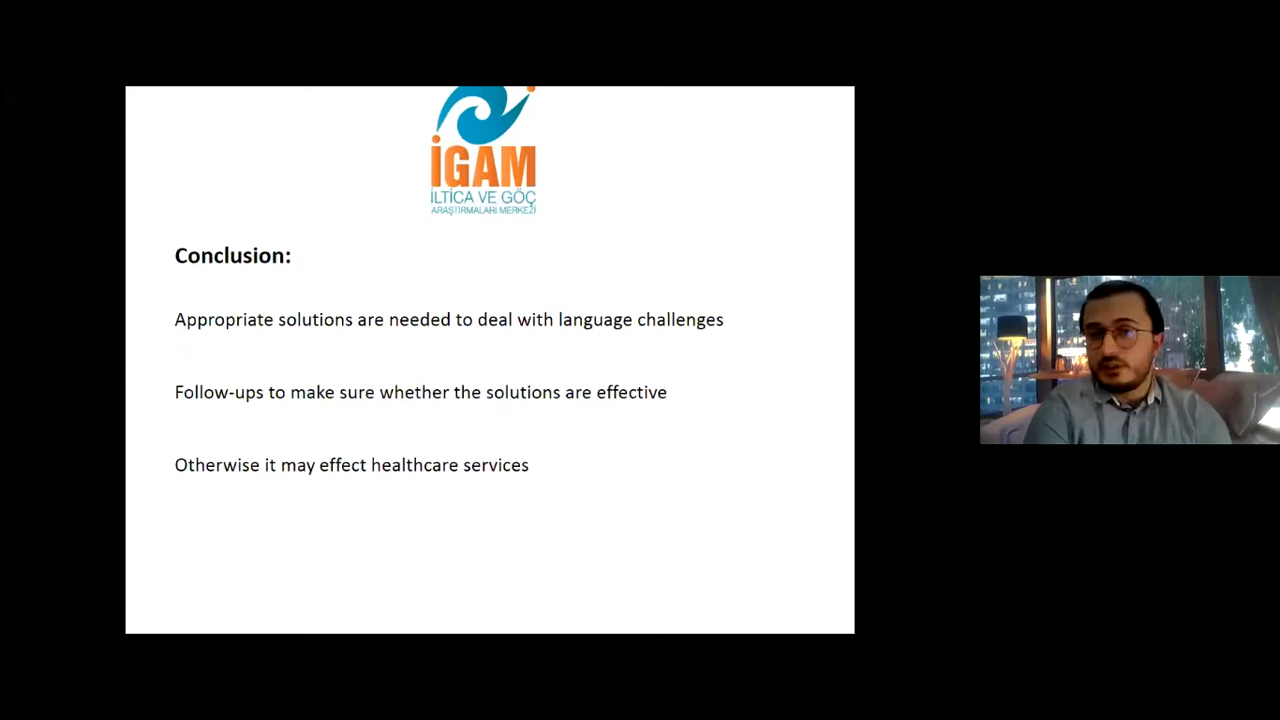 İGAM
İLTİCA VE GÖÇ
ARAŞTIRMALARI MERKEZİ
Conclusion:
Appropriate solutions are needed to deal with language challenges
Follow-ups to make sure whether the solutions are effective
Otherwise it may effect healthcare services